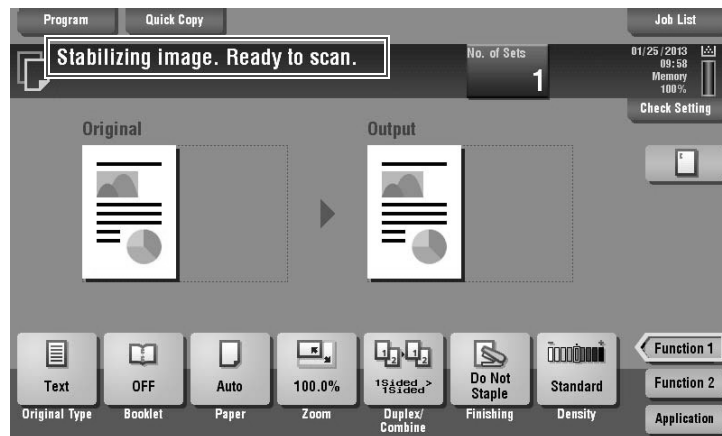 Program
Quick Copy
Job List
Stabilizing image. Ready to scan.
No. of Sets
1
01/25/2013
09:58
Memory
100%
Check Setting
Original
Output
Text
OFF
Auto
100.0%
1Sided >
1Sided
Do Not
Staple
Standard
Original Type
Booklet
Paper
Zoom
Duplex/
Combine
Finishing
Density
Function 1
Function 2
Application